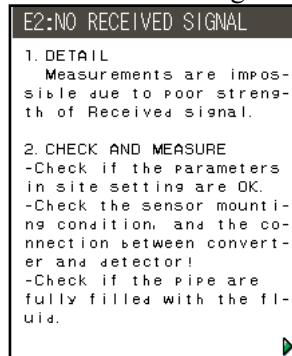 E2:NO RECEIVED SIGNAL
1. DETAIL
Measurements are impos-
sible due to poor streng-
th of Received signal.
2. CHECK AND MEASURE
-Check if the parameters
in site setting are OK.
-Check the sensor mounti-
ng condition, and the co-
nnection between convert-
er and detector!
-Check if the pipe are
fully filled with the fl-
uid.